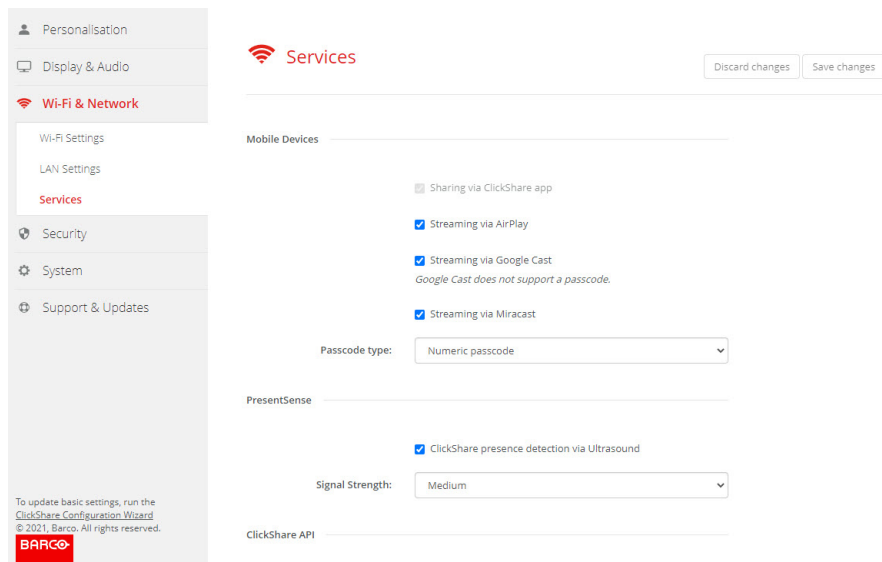 Personalisation
Display & Audio
Wi-Fi & Network
Wi-Fi Settings
LAN Settings
Services
Security
System
Support & Updates
To update basic settings, run the
ClickShare Configuration Wizard
© 2021, Barco. All rights reserved.
BARCO
Services
Discard changes
Save changes
Mobile Devices
Sharing via ClickShare app
Streaming via AirPlay
Streaming via Google Cast
Google Cast does not support a passcode.
Streaming via Miracast
Passcode type: Numeric passcode
PresentSense
ClickShare presence detection via Ultrasound
Signal Strength: Medium
ClickShare API